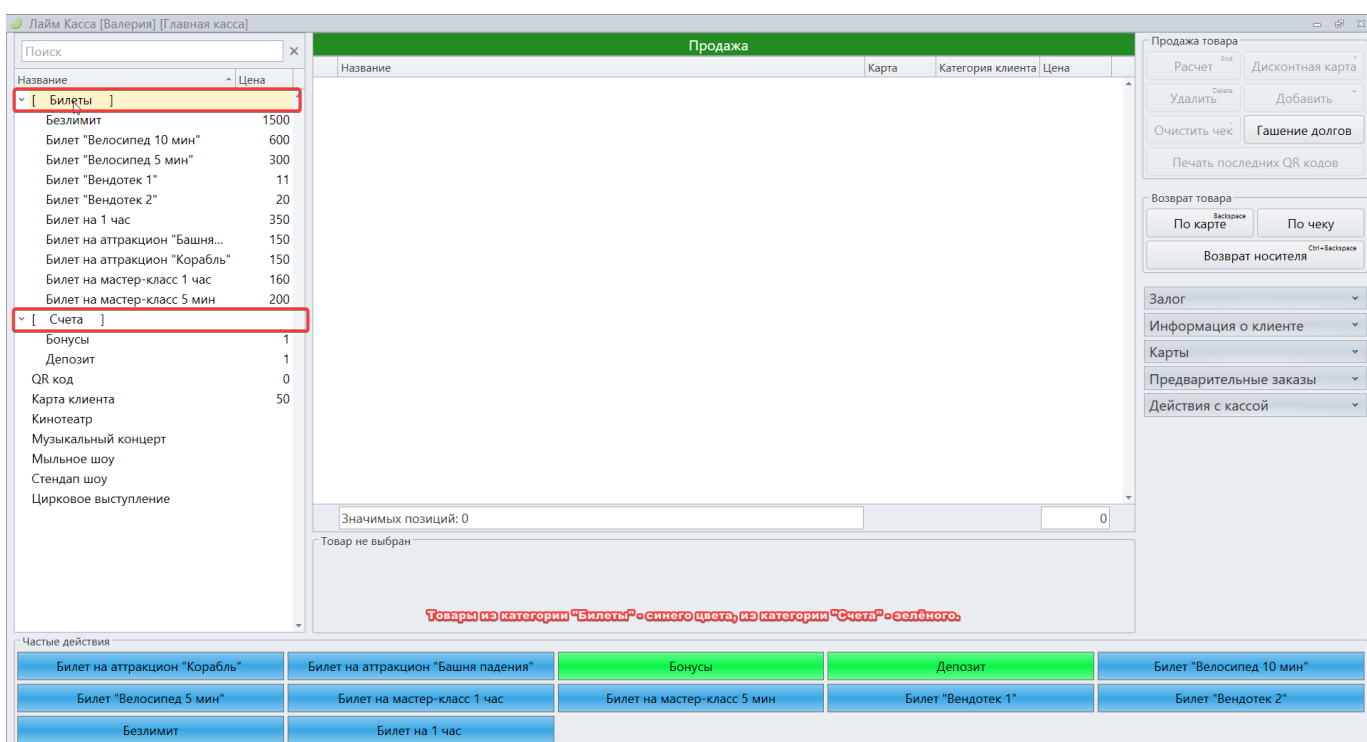 Лайм Касса [Валерия] [Главная касса]
Поиск
Название Цена
[ Билеты ]
Безлимит 1500
Билет "Велосипед 10 мин" 600
Билет "Велосипед 5 мин" 300
Билет "Вендотек 1" 11
Билет "Вендотек 2" 20
Билет на 1 час 350
Билет на аттракцион "Башня... 150
Билет на аттракцион "Корабль" 150
Билет на мастер-класс 1 час 160
Билет на мастер-класс 5 мин 200
[ Счета ]
Бонусы 1
Депозит 1
QR код 0
Карта клиента 50
Кинотеатр
Музыкальный концерт
Мыльное шоу
Стендап шоу
Цирковое выступление
Продажа
Название Карта Категория клиента Цена
Значимых позиций: 0 0
Товар не выбран
Товары из категории "Билеты" - синего цвета, из категории "Счета" - зелёного.
Продажа товара
Расчет End Дисконтная карта *
Удалить Delete Добавить +
Очистить чек - Гашение долгов
Печать последних QR кодов
Возврат товара
По карте Backspace По чеку
Возврат носителя Ctrl+Backspace
Залог
Информация о клиенте
Карты
Предварительные заказы
Действия с кассой
Частые действия
Билет на аттракцион "Корабль" Билет на аттракцион "Башня падения" Бонусы Депозит Билет "Велосипед 10 мин"
Билет "Велосипед 5 мин" Билет на мастер-класс 1 час Билет на мастер-класс 5 мин Билет "Вендотек 1" Билет "Вендотек 2"
Безлимит Билет на 1 час